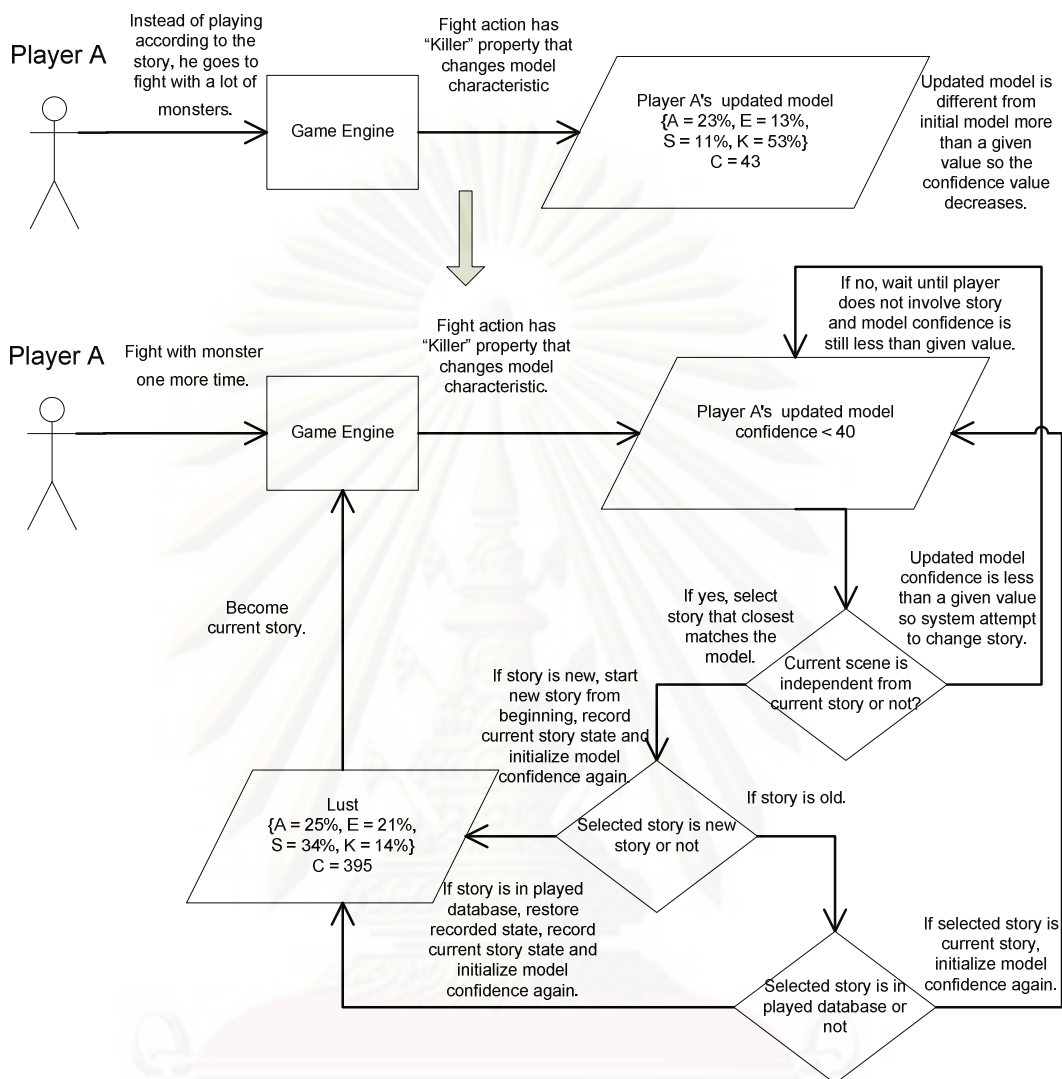 Player A
Instead of playing
according to the
story, he goes to
fight with a lot of
monsters.
Game Engine
Fight action has
“Killer” property that
changes model
characteristic
Player A's updated model
{A = 23%, E = 13%,
S = 11%, K = 53%}
C = 43
Updated model is
different from
initial model more
than a given
value so the
confidence value
decreases.
Player A
Fight with monster
one more time.
Game Engine
Fight action has
“Killer” property that
changes model
characteristic.
If no, wait until player
does not involve story
and model confidence is
still less than given value.
Player A's updated model
confidence < 40
Updated model
confidence is less
than a given value
so system attempt
to change story.
If yes, select
story that closest
matches the
model.
Current scene is
independent from
current story or not?
Become
current story.
If story is new, start
new story from
beginning, record
current story state and
initialize model
confidence again.
Selected story is new
story or not
If story is old.
Lust
{A = 25%, E = 21%,
S = 34%, K = 14%}
C = 395
If story is in played
database, restore
recorded state, record
current story state and
initialize model
confidence again.
Selected story is in
played database or
not
If selected story is
current story,
initialize model
confidence again.